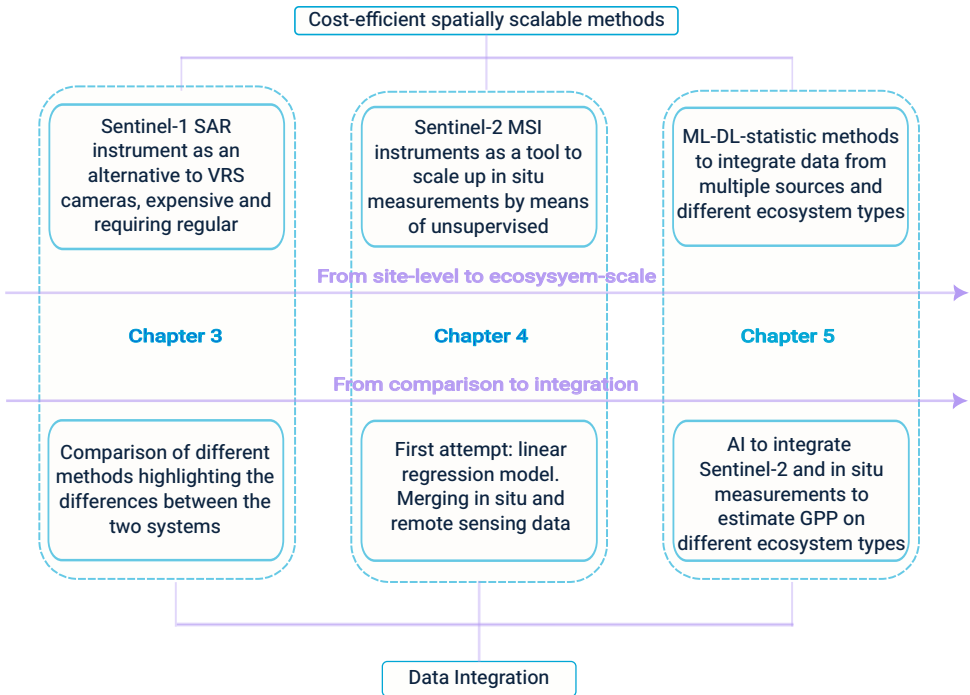 Cost-efficient spatially scalable methods
Sentinel-1 SAR
instrument as an
alternative to VRS
cameras, expensive and
requiring regular
Sentinel-2 MSI
instruments as a tool to
scale up in situ
measurements by means
of unsupervised
ML-DL-statistic methods
to integrate data from
multiple sources and
different ecosystem types
From site-level to ecosysyem-scale
Chapter 3
Chapter 4
Chapter 5
From comparison to integration
Comparison of different
methods highlighting the
differences between the
two systems
First attempt: linear
regression model.
Merging in situ and
remote sensing data
AI to integrate
Sentinel-2 and in situ
measurements to
estimate GPP on
different ecosystem types
Data Integration